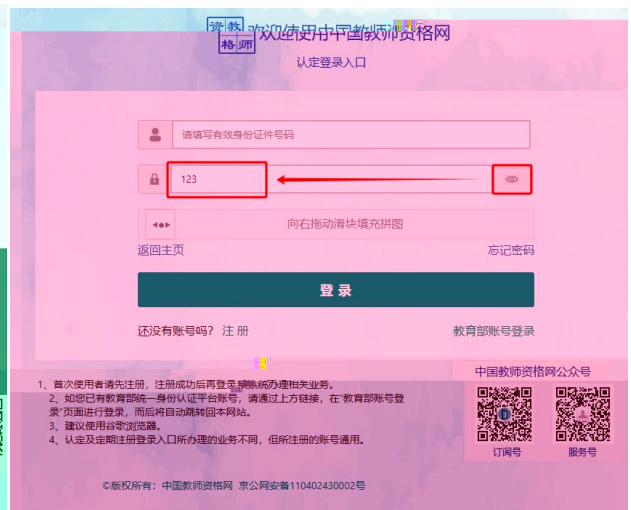 资教
格师
欢迎使用中国教师资格网
认定登录入口
请填写有效身份证件号码
123
向右拖动滑块填充拼图
返回主页
忘记密码
登 录
还没有账号吗？ 注 册
教育部账号登录
中国教师资格网公众号
1、首次使用者请先注册，注册成功后再登录系统办理相关业务。
2、如您已有教育部统一身份认证平台账号，请通过上方链接，在“教育部账号登
录”页面进行登录，而后将自动跳转回本网站。
3、建议使用谷歌浏览器。
4、认定及定期注册登录入口所办理的业务不同，但所注册的账号通用。
订阅号
服务号
©版权所有：中国教师资格网 京公网安备110402430002号